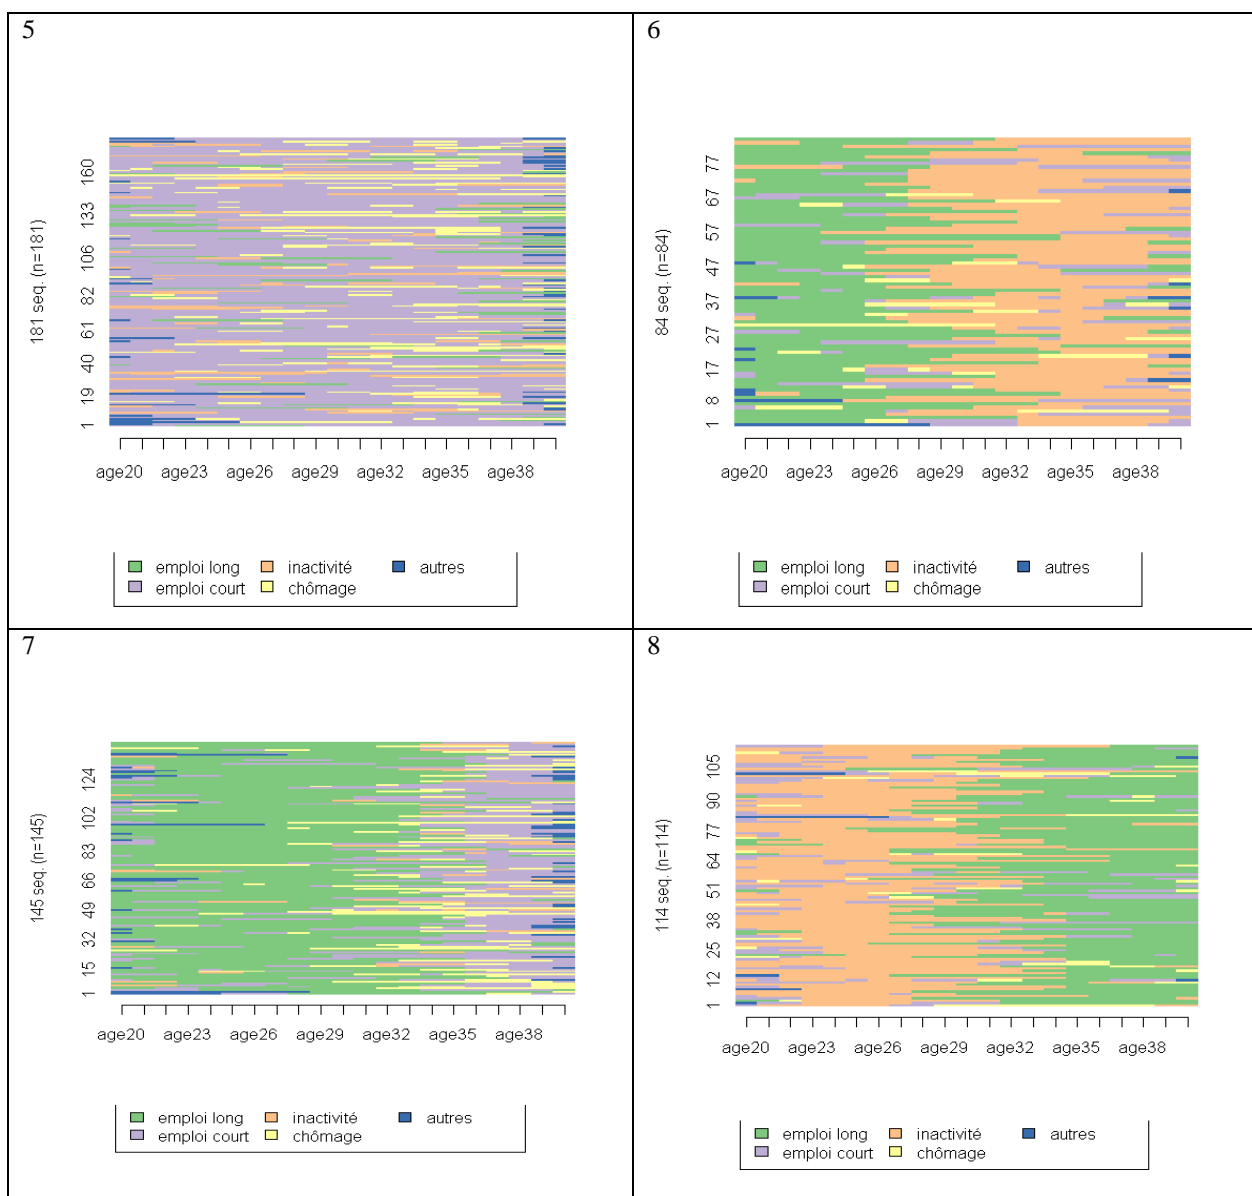 5
181 seq. (n=181)
1 19 40 61 82 106 133 160
age20 age23 age26 age29 age32 age35 age38
emploi long inactivité autres
emploi court chômage
6
84 seq. (n=84)
1 8 17 27 37 47 57 67 77
age20 age23 age26 age29 age32 age35 age38
emploi long inactivité autres
emploi court chômage
7
145 seq. (n=145)
1 15 32 49 66 83 102 124
age20 age23 age26 age29 age32 age35 age38
emploi long inactivité autres
emploi court chômage
8
114 seq. (n=114)
1 12 25 38 51 64 77 90 105
age20 age23 age26 age29 age32 age35 age38
emploi long inactivité autres
emploi court chômage